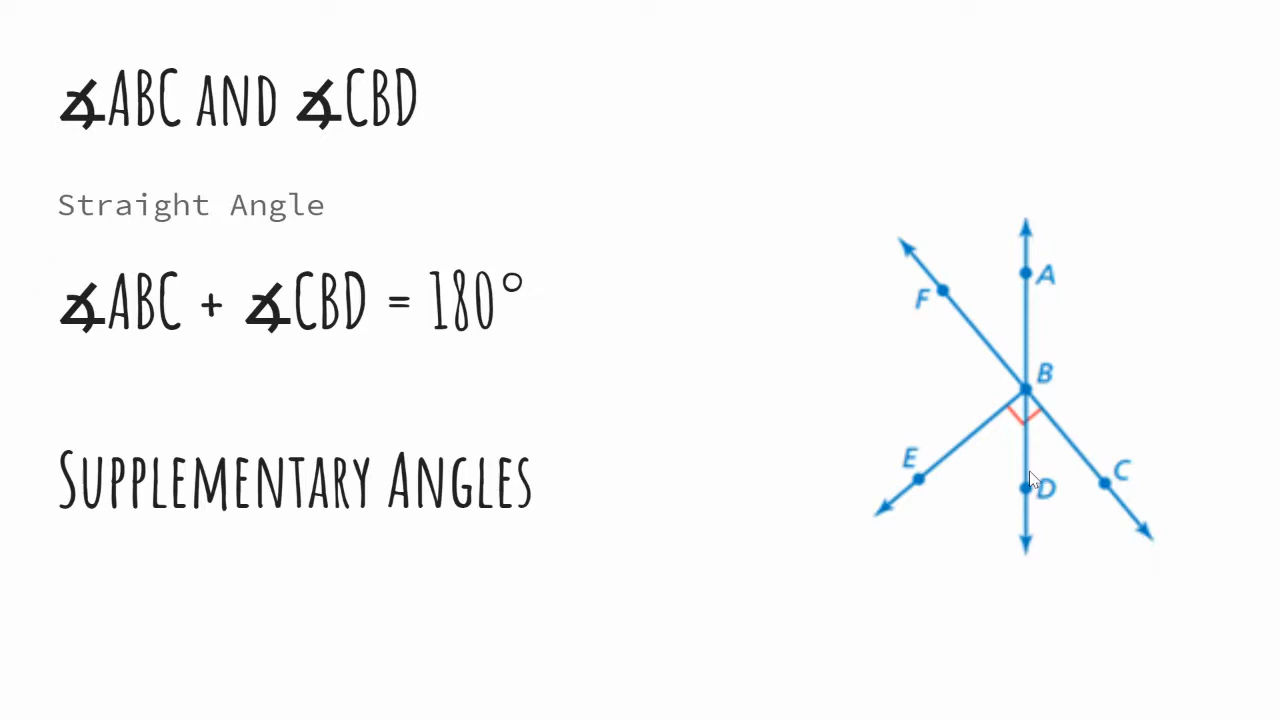 ∡ABC AND ∡CBD
Straight Angle
∡ABC + ∡CBD = 180°
SUPPLEMENTARY ANGLES
A
F
B
E
C
D